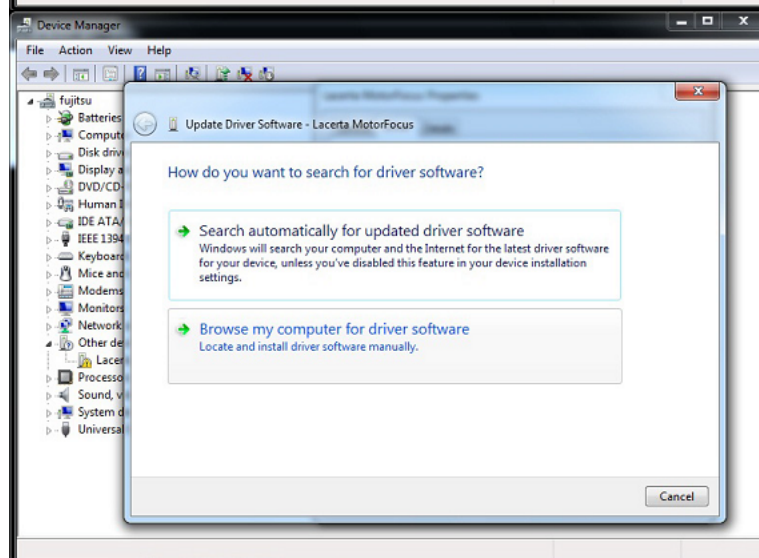 Device Manager
File Action View Help
fujitsu
Batteries
Compute
Disk driv
Display a
DVD/CD-
Human I
IDE ATA/
IEEE 1394
Keyboard
Mice and
Modems
Monitors
Network
Other de
Lacer
Processo
Sound, v
System d
Universal
Lacerta MotorFocus Properties
Update Driver Software - Lacerta MotorFocus
How do you want to search for driver software?
Search automatically for updated driver software
Windows will search your computer and the Internet for the latest driver software
for your device, unless you've disabled this feature in your device installation
settings.
Browse my computer for driver software
Locate and install driver software manually.
Cancel